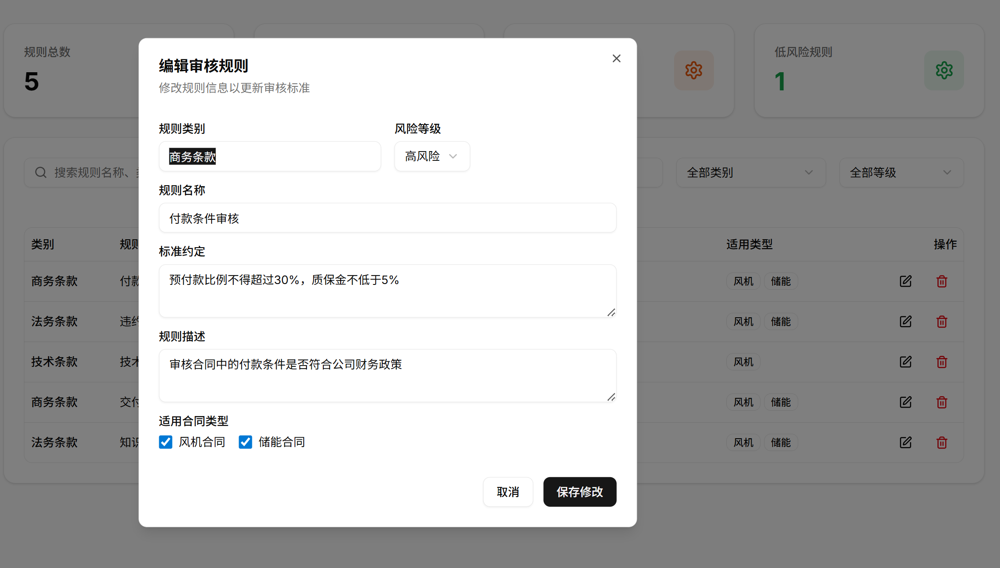 规则总数
5
低风险规则
1
搜索规则名称、
全部类别
全部等级
类别
规则
适用类型
操作
商务条款
付款
风机
储能
法务条款
违约
风机
储能
技术条款
技术
风机
商务条款
交付
风机
储能
法务条款
知识
风机
储能
编辑审核规则
修改规则信息以更新审核标准
规则类别
风险等级
商务条款
高风险
规则名称
付款条件审核
标准约定
预付款比例不得超过30%，质保金不低于5%
规则描述
审核合同中的付款条件是否符合公司财务政策
适用合同类型
风机合同
储能合同
取消
保存修改